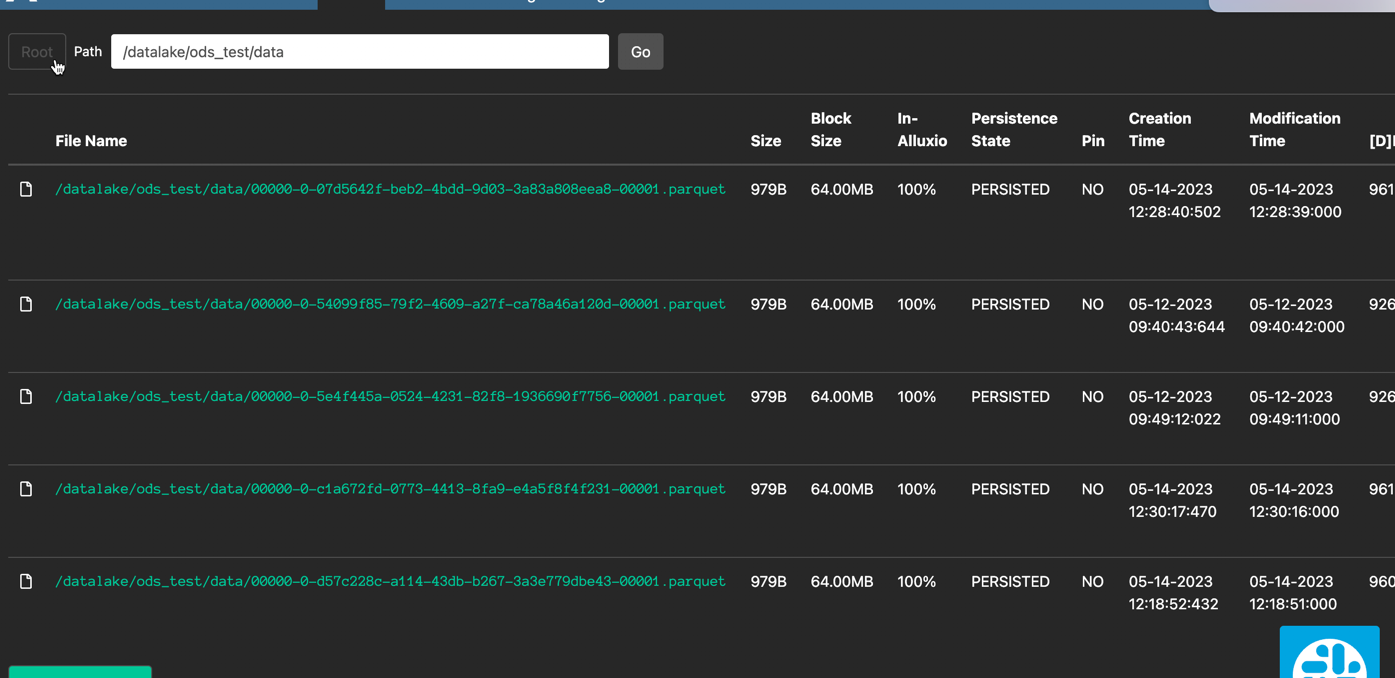 Root Path /datalake/ods_test/data Go
File Name Size Block Size In-Alluxio Persistence State Pin Creation Time Modification Time
/datalake/ods_test/data/00000-0-07d5642f-beb2-4bdd-9d03-3a83a808eea8-00001.parquet 979B 64.00MB 100% PERSISTED NO 05-14-2023 05-14-2023 961
12:28:40:502 12:28:39:000
/datalake/ods_test/data/00000-0-54099f85-79f2-4609-a27f-ca78a46a120d-00001.parquet 979B 64.00MB 100% PERSISTED NO 05-12-2023 05-12-2023 926
09:40:43:644 09:40:42:000
/datalake/ods_test/data/00000-0-5e4f445a-0524-4231-82f8-1936690f7756-00001.parquet 979B 64.00MB 100% PERSISTED NO 05-12-2023 05-12-2023 926
09:49:12:022 09:49:11:000
/datalake/ods_test/data/00000-0-c1a672fd-0773-4413-8fa9-e4a5f8f4f231-00001.parquet 979B 64.00MB 100% PERSISTED NO 05-14-2023 05-14-2023 961
12:30:17:470 12:30:16:000
/datalake/ods_test/data/00000-0-d57c228c-a114-43db-b267-3a3e779dbe43-00001.parquet 979B 64.00MB 100% PERSISTED NO 05-14-2023 05-14-2023 960
12:18:52:432 12:18:51:000